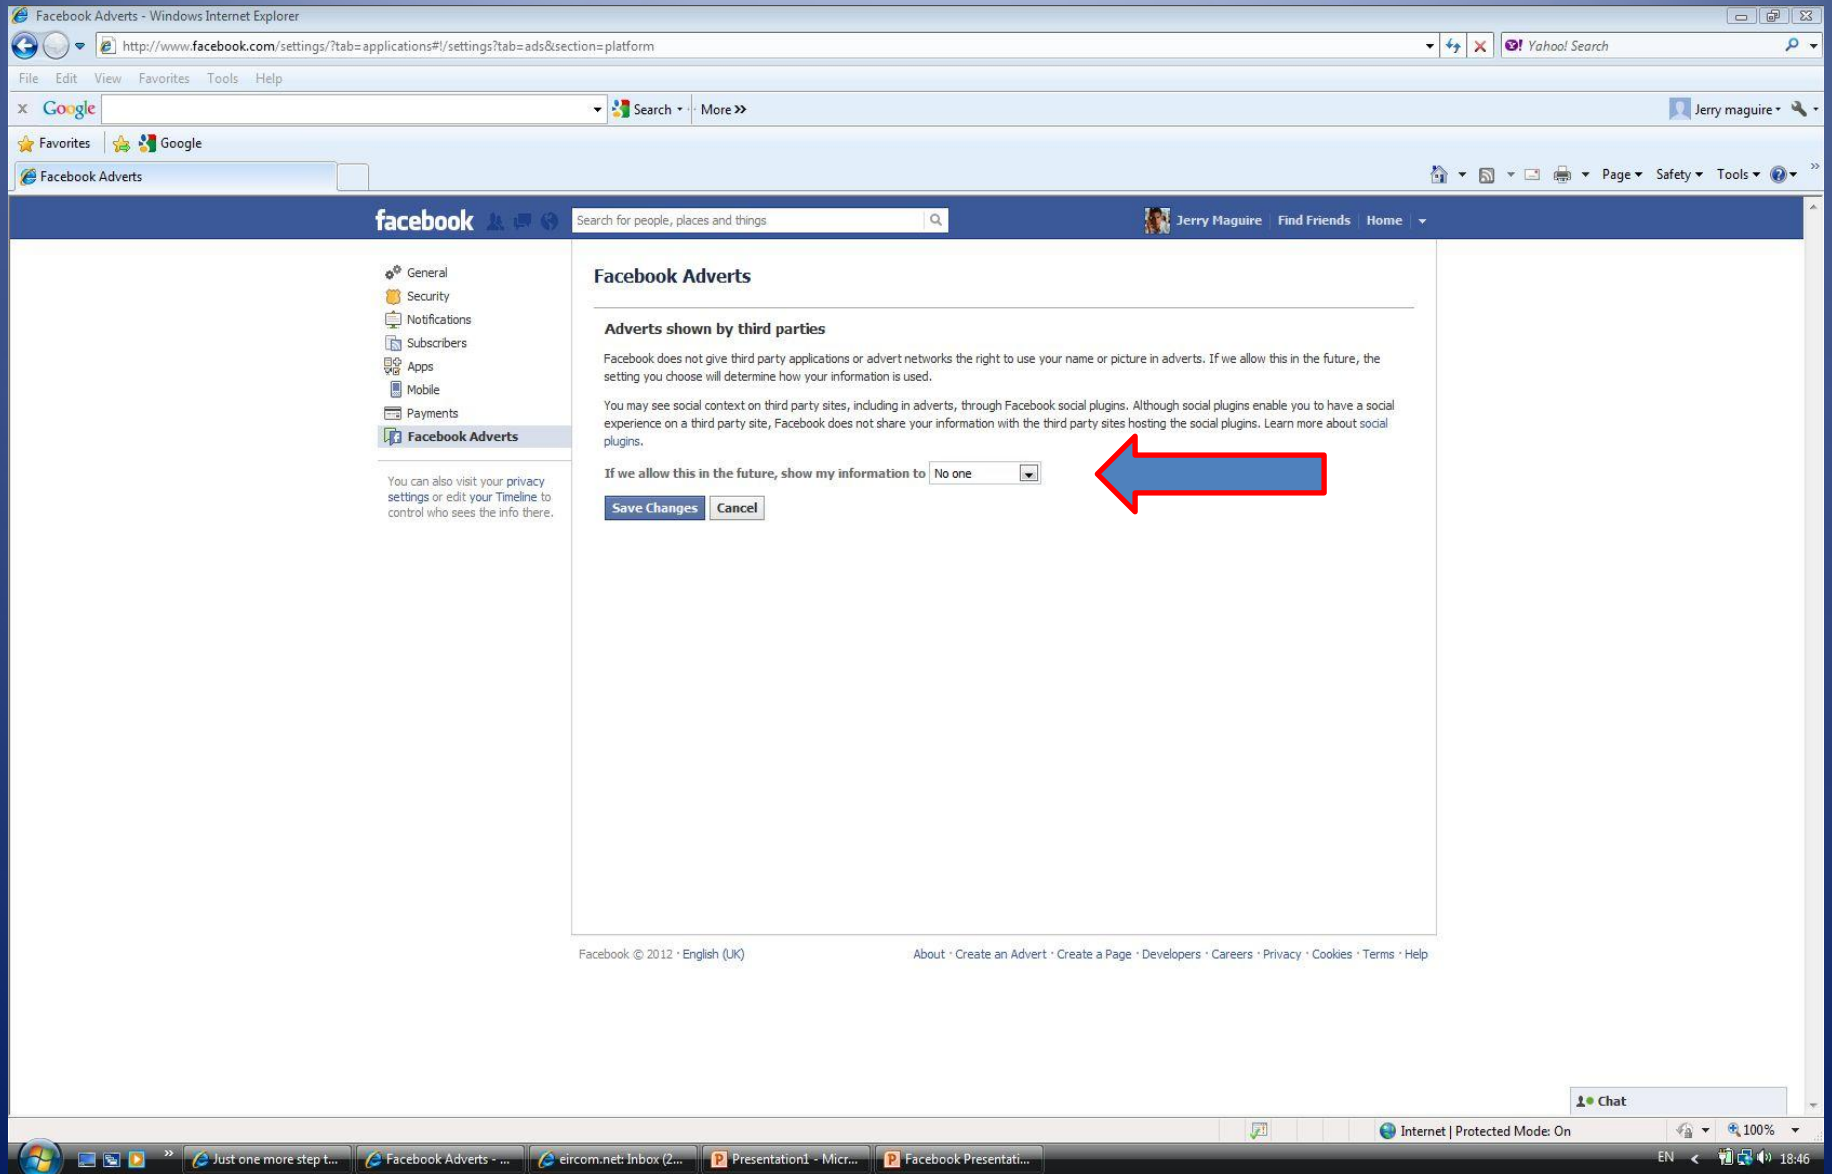 Facebook Adverts - Windows Internet Explorer
http://www.facebook.com/settings/?tab=applications#!/settings?tab=ads&section=platform
Yahoo! Search
File Edit View Favorites Tools Help
x Google Search More >>
Jerry maguire
Favorites Google
Facebook Adverts
Page Safety Tools
facebook
Search for people, places and things
Jerry Maguire Find Friends Home
General
Security
Notifications
Subscribers
Apps
Mobile
Payments
Facebook Adverts
You can also visit your privacy
settings or edit your Timeline to
control who sees the info there.
Facebook Adverts
Adverts shown by third parties
Facebook does not give third party applications or advert networks the right to use your name or picture in adverts. If we allow this in the future, the
setting you choose will determine how your information is used.
You may see social context on third party sites, including in adverts, through Facebook social plugins. Although social plugins enable you to have a social
experience on a third party site, Facebook does not share your information with the third party sites hosting the social plugins. Learn more about social
plugins.
If we allow this in the future, show my information to No one
Save Changes Cancel
Facebook © 2012 · English (UK)
About · Create an Advert · Create a Page · Developers · Careers · Privacy · Cookies · Terms · Help
Chat
Internet | Protected Mode: On
100%
Just one more step t...
Facebook Adverts - ...
eircom.net: Inbox (2...
Presentation1 - Micr...
Facebook Presentati...
EN
18:46